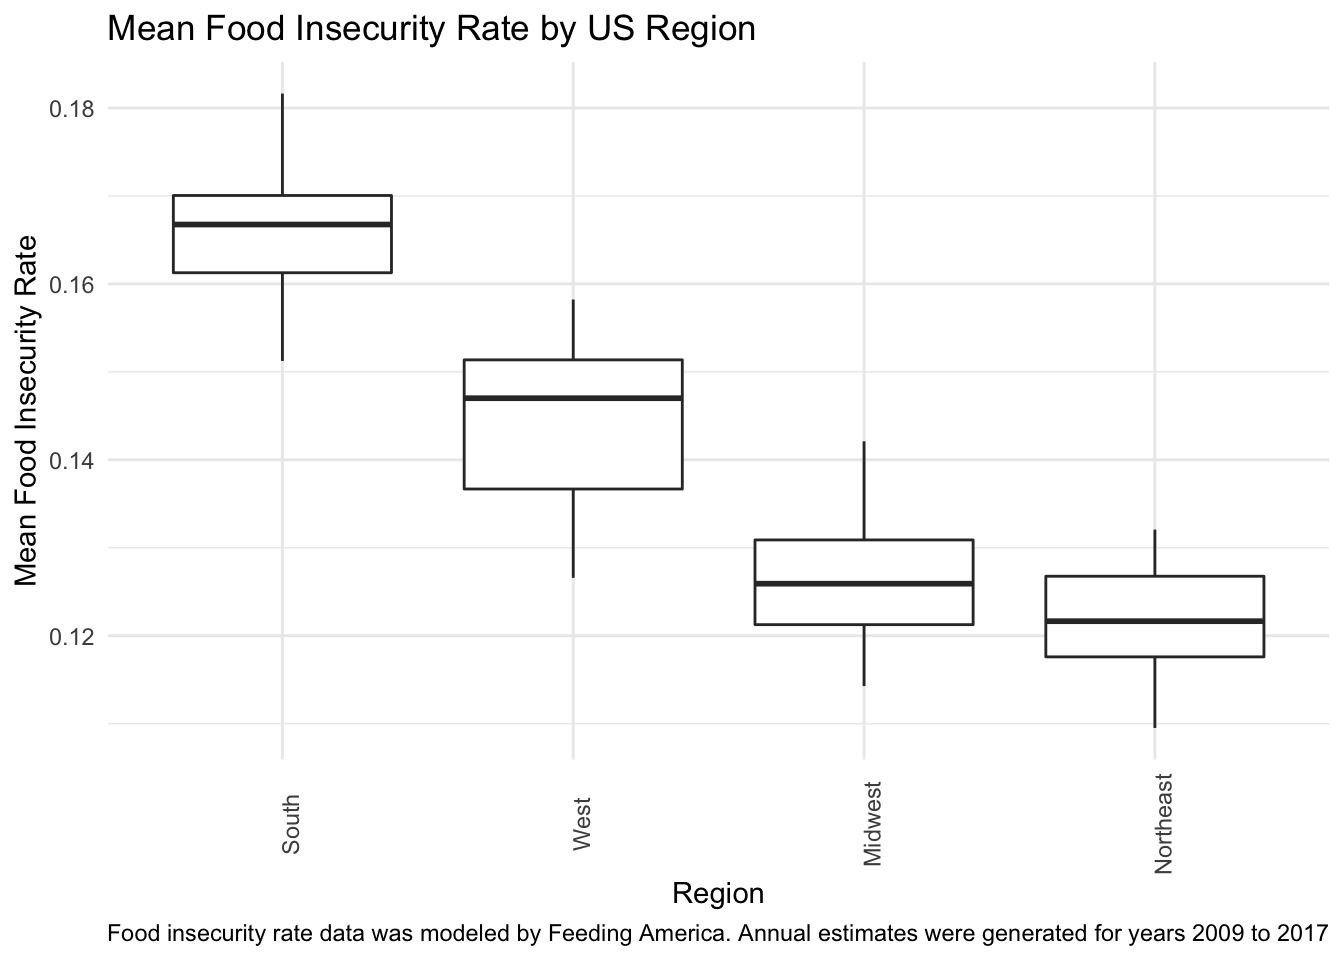 Mean Food Insecurity Rate by US Region
Mean Food Insecurity Rate
0.18
0.16
0.14
0.12
South
West
Midwest
Northeast
Region
Food insecurity rate data was modeled by Feeding America. Annual estimates were generated for years 2009 to 2017